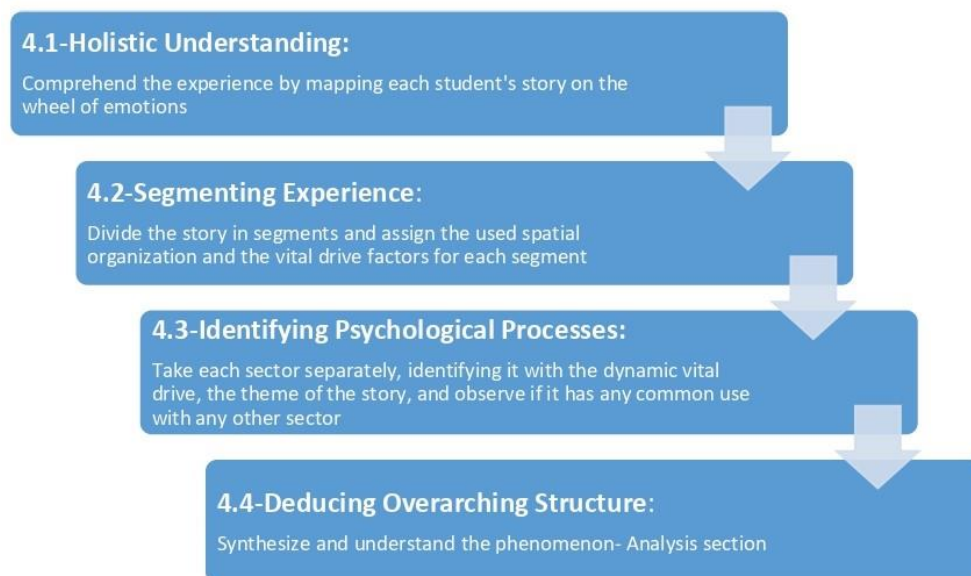 4.1-Holistic Understanding:
Comprehend the experience by mapping each student's story on the
wheel of emotions
4.2-Segmenting Experience:
Divide the story in segments and assign the used spatial
organization and the vital drive factors for each segment
4.3-Identifying Psychological Processes:
Take each sector separately, identifying it with the dynamic vital
drive, the theme of the story, and observe if it has any common use
with any other sector
4.4-Deducing Overarching Structure:
Synthesize and understand the phenomenon- Analysis section